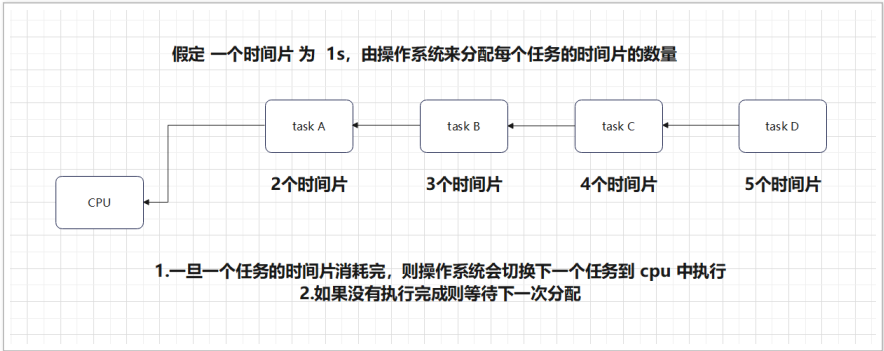 假定 一个时间片 为 1s，由操作系统来分配每个任务的时间片的数量
task A
task B
task C
task D
2个时间片
3个时间片
4个时间片
5个时间片
CPU
1.一旦一个任务的时间片消耗完，则操作系统会切换下一个任务到 cpu 中执行
2.如果没有执行完成则等待下一次分配